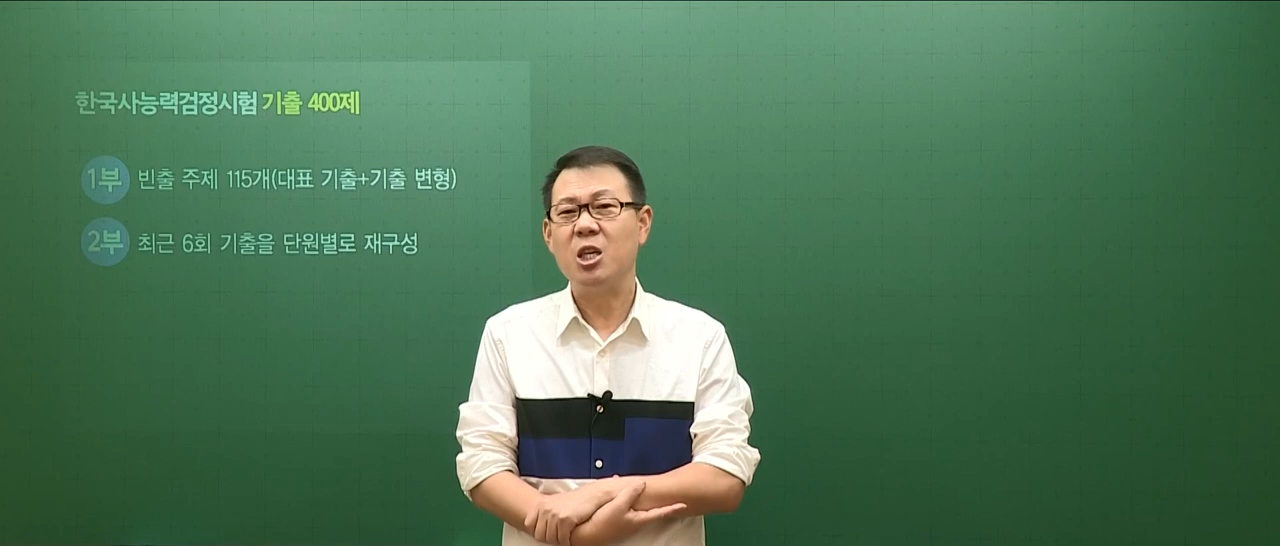 한국사능력검정시험 기출 400제
1부 빈출 주제 115개(대표 기출+기출 변형)
2부 최근 6회 기출을 단원별로 재구성